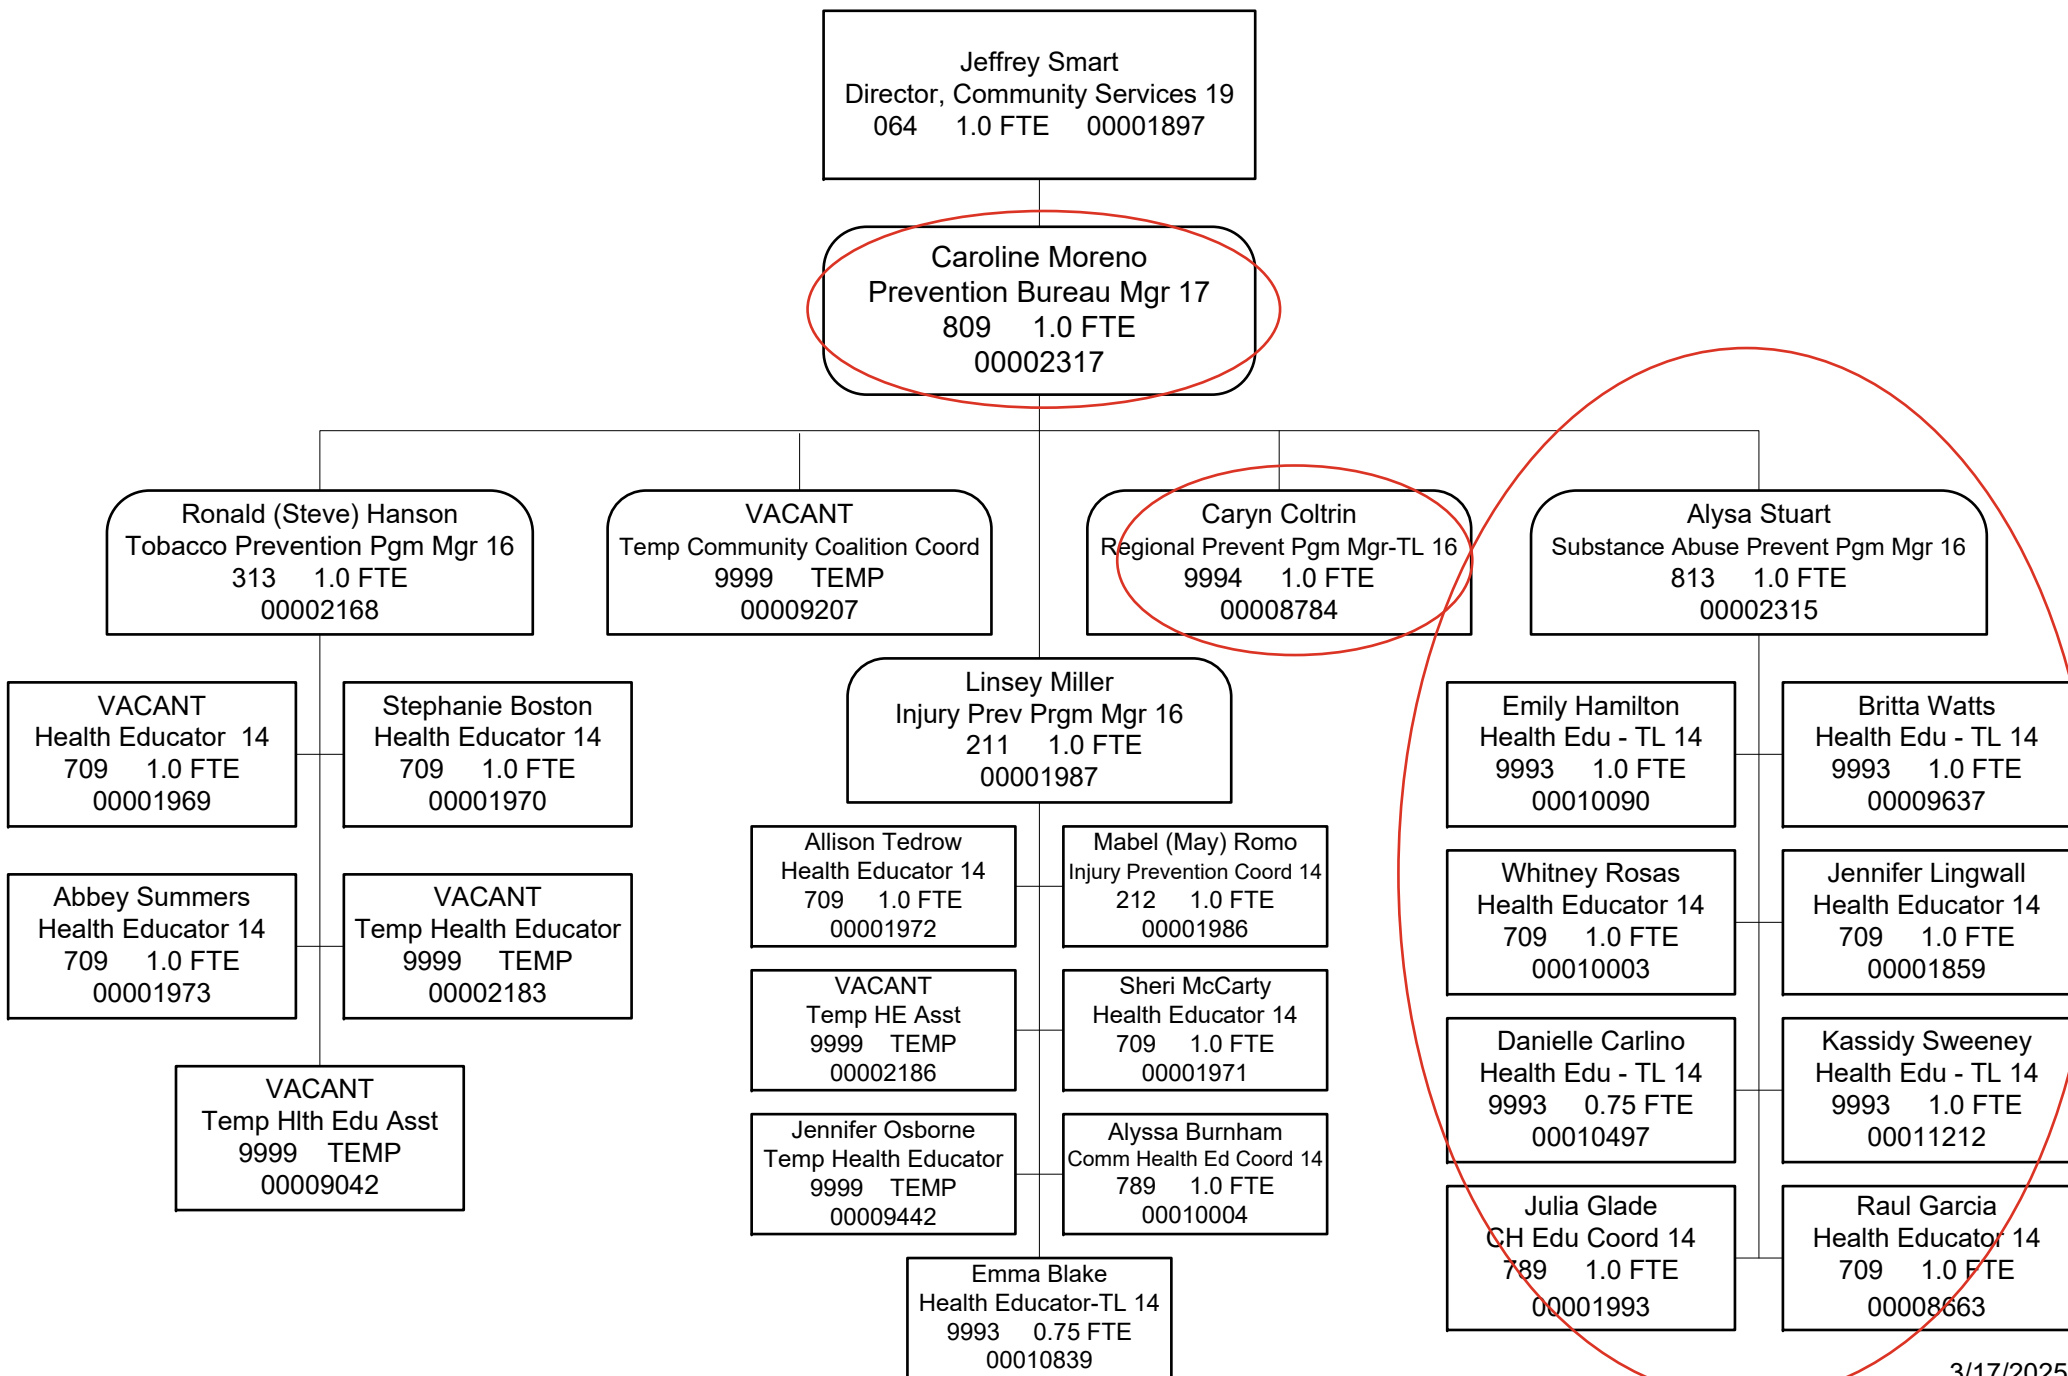 Jeffrey Smart
Director, Community Services 19
064 1.0 FTE 00001897
Caroline Moreno
Prevention Bureau Mgr 17
809 1.0 FTE
00002317
Ronald (Steve) Hanson
Tobacco Prevention Pgm Mgr 16
313 1.0 FTE
00002168
VACANT
Temp Community Coalition Coord
9999 TEMP
00009207
Caryn Coltrin
Regional Prevent Pgm Mgr-TL 16
9994 1.0 FTE
00008784
Alysa Stuart
Substance Abuse Prevent Pgm Mgr 16
813 1.0 FTE
00002315
Linsey Miller
Injury Prev Prgm Mgr 16
211 1.0 FTE
00001987
VACANT
Health Educator 14
709 1.0 FTE
00001969
Stephanie Boston
Health Educator 14
709 1.0 FTE
00001970
Abbey Summers
Health Educator 14
709 1.0 FTE
00001973
VACANT
Temp Health Educator
9999 TEMP
00002183
VACANT
Temp Hlth Edu Asst
9999 TEMP
00009042
Allison Tedrow
Health Educator 14
709 1.0 FTE
00001972
Mabel (May) Romo
Injury Prevention Coord 14
212 1.0 FTE
00001986
VACANT
Temp HE Asst
9999 TEMP
00002186
Sheri McCarty
Health Educator 14
709 1.0 FTE
00001971
Jennifer Osborne
Temp Health Educator
9999 TEMP
00009442
Alyssa Burnham
Comm Health Ed Coord 14
789 1.0 FTE
00010004
Emma Blake
Health Educator-TL 14
9993 0.75 FTE
00010839
Emily Hamilton
Health Edu - TL 14
9993 1.0 FTE
00010090
Britta Watts
Health Edu - TL 14
9993 1.0 FTE
00009637
Whitney Rosas
Health Educator 14
709 1.0 FTE
00010003
Jennifer Lingwall
Health Educator 14
709 1.0 FTE
00001859
Danielle Carlino
Health Edu - TL 14
9993 0.75 FTE
00010497
Kassidy Sweeney
Health Edu - TL 14
9993 1.0 FTE
00011212
Julia Glade
CH Edu Coord 14
789 1.0 FTE
00001993
Raul Garcia
Health Educator 14
709 1.0 FTE
00008663
3/17/2025